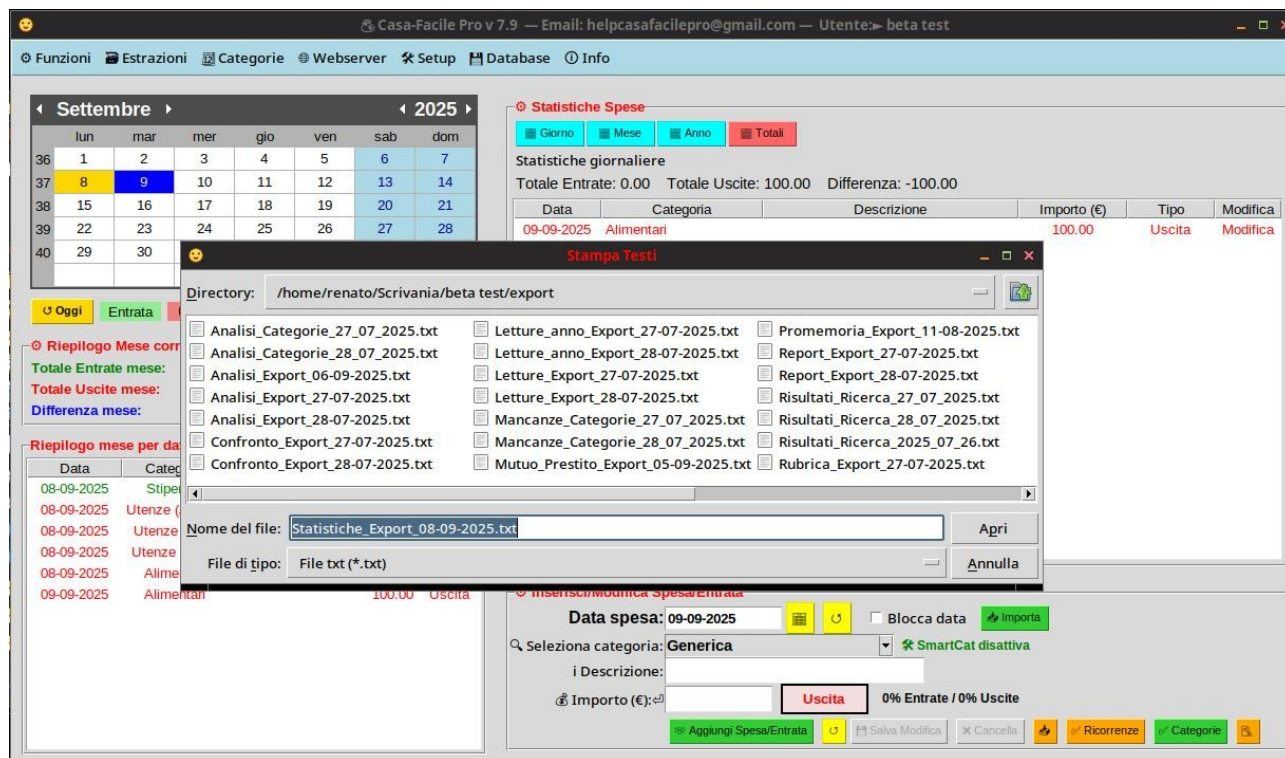 Casa-Facile Pro v 7.9 — Email: helpcasafacilepro@gmail.com — Utente:► beta test
Funzioni Estrazioni Categorie Webserver Setup Database Info
Settembre 2025
lun mar mer gio ven sab dom
36 1 2 3 4 5 6 7
37 8 9 10 11 12 13 14
38 15 16 17 18 19 20 21
39 22 23 24 25 26 27 28
40 29 30
Oggi Entrata
Riepilogo Mese corr
Totale Entrate mese:
Totale Uscite mese:
Differenza mese:
Riepilogo mese per da
Data Categ
08-09-2025 Stipe
08-09-2025 Utenze (
08-09-2025 Utenze
08-09-2025 Utenze
08-09-2025 Alime
09-09-2025 Alimentari 100.00 Uscita
Statistiche Spese
Giorno Mese Anno Totali
Statistiche giornaliere
Totale Entrate: 0.00 Totale Uscite: 100.00 Differenza: -100.00
Data Categoria Descrizione Importo (€) Tipo Modifica
09-09-2025 Alimentari 100.00 Uscita Modifica
Stampa Testi
Directory: /home/renato/Scrivania/beta test/export
Analisi_Categorie_27_07_2025.txt Letture_anno_Export_27-07-2025.txt Promemoria_Export_11-08-2025.txt
Analisi_Categorie_28_07_2025.txt Letture_anno_Export_28-07-2025.txt Report_Export_27-07-2025.txt
Analisi_Export_06-09-2025.txt Letture_Export_27-07-2025.txt Report_Export_28-07-2025.txt
Analisi_Export_27-07-2025.txt Letture_Export_28-07-2025.txt Risultati_Ricerca_27_07_2025.txt
Analisi_Export_28-07-2025.txt Mancanze_Categorie_27_07_2025.txt Risultati_Ricerca_28_07_2025.txt
Confronto_Export_27-07-2025.txt Mancanze_Categorie_28_07_2025.txt Risultati_Ricerca_2025_07_26.txt
Confronto_Export_28-07-2025.txt Mutuo_Prestito_Export_05-09-2025.txt Rubrica_Export_27-07-2025.txt
Nome del file: Statistiche_Export_08-09-2025.txt Apri
File di tipo: File txt (*.txt) Annulla
Inserisci/Modifica Spesa/Entrata
Data spesa: 09-09-2025 Blocca data Importa
Seleziona categoria: Generica SmartCat disattiva
i Descrizione:
Importo (€): Uscita 0% Entrate / 0% Uscite
Aggiungi Spesa/Entrata Salva Modifica Cancella Ricorrenze Categorie